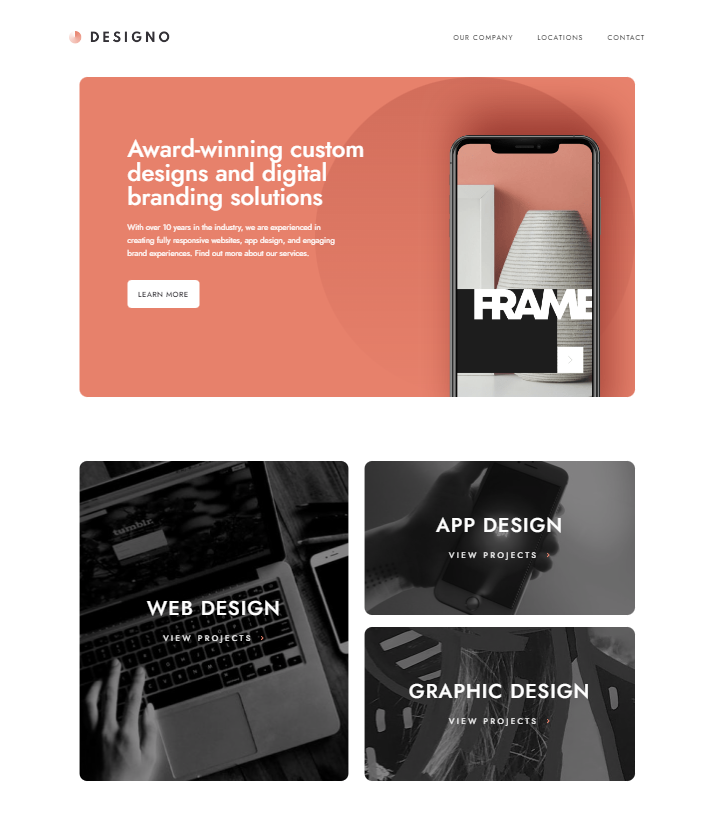 DESIGNO
OUR COMPANY LOCATIONS CONTACT
Award-winning custom
designs and digital
branding solutions
With over 10 years in the industry, we are experienced in
creating fully responsive websites, app design, and engaging
brand experiences. Find out more about our services.
LEARN MORE
FRAME
tumblr.
WEB DESIGN
VIEW PROJECTS
APP DESIGN
VIEW PROJECTS
GRAPHIC DESIGN
VIEW PROJECTS